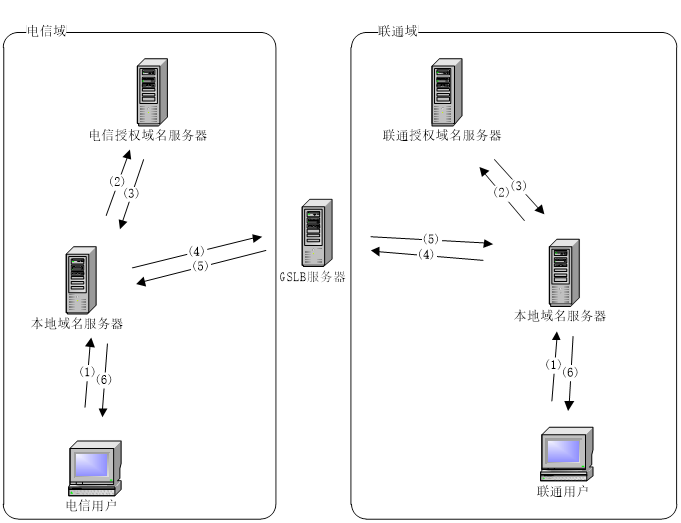 电信域
联通域
电信授权域名服务器
联通授权域名服务器
(2)
(3)
(2)
(3)
(4)
(5)
GSLB服务器
(5)
(4)
本地域名服务器
本地域名服务器
(1)
(6)
(1)
(6)
电信用户
联通用户